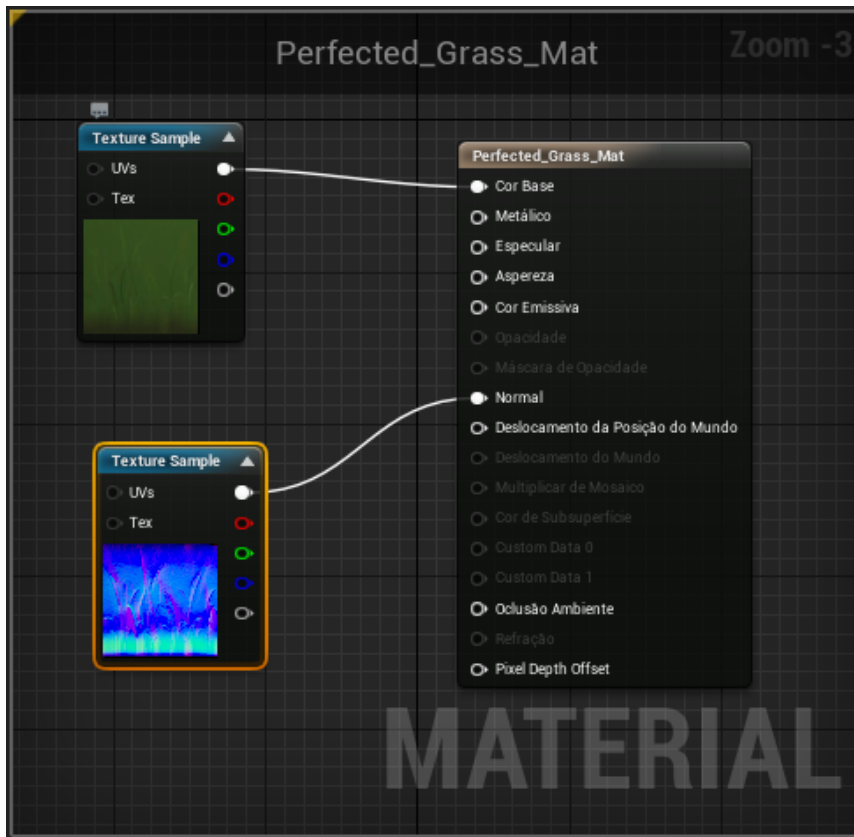 Perfected_Grass_Mat
Zoom -3
Texture Sample
UVs
Tex
Perfected_Grass_Mat
Cor Base
Metálico
Especular
Aspereza
Cor Emissiva
Opacidade
Máscara de Opacidade
Normal
Deslocamento da Posição do Mundo
Deslocamento do Mundo
Multiplicar de Mosaico
Cor de Subsuperfície
Custom Data 0
Custom Data 1
Oclusão Ambiente
Refração
Pixel Depth Offset
Texture Sample
UVs
Tex
MATERIAL